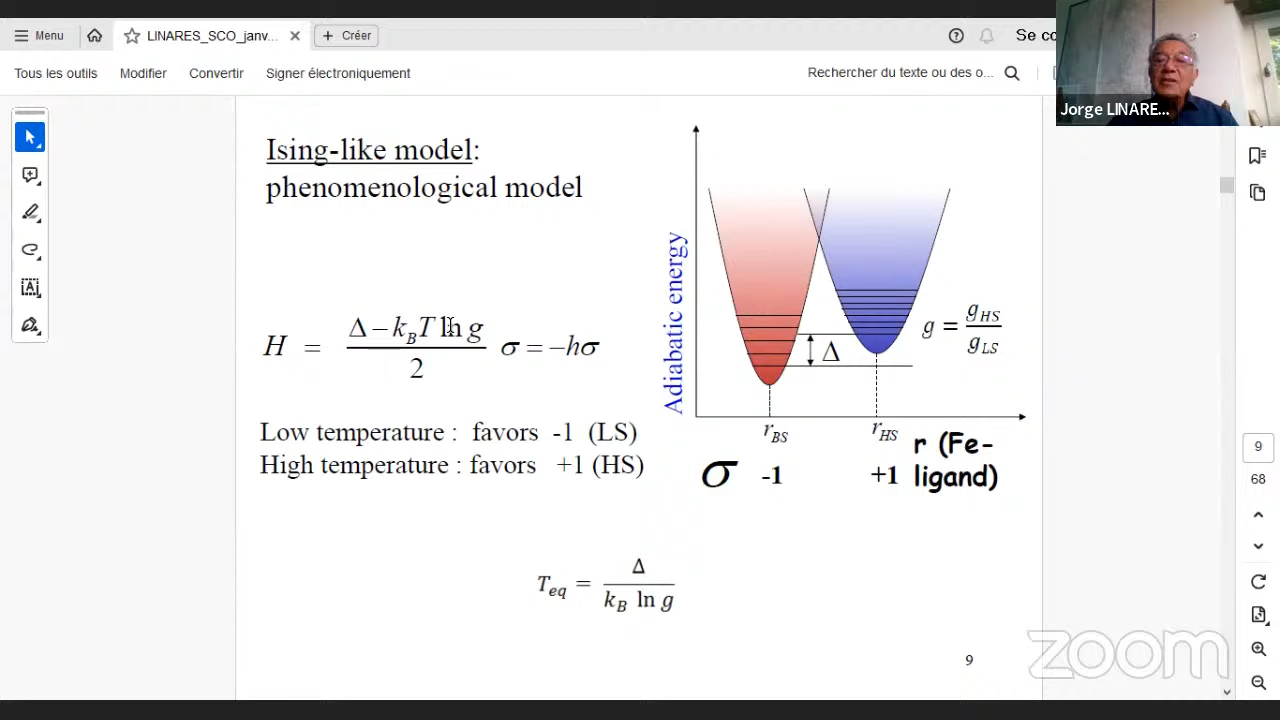 Menu
LINARES_SCO_janv...
Créer
Se co
Tous les outils
Modifier
Convertir
Signer électroniquement
Rechercher du texte ou des o...
Jorge LINARE...
Ising-like model:
phenomenological model
H = (Δ − k_B T ln g) / 2 σ = −hσ
Low temperature : favors -1 (LS)
High temperature : favors +1 (HS)
Adiabatic energy
Δ
g = g_HS / g_LS
r_BS
r_HS
r (Fe-
ligand)
σ -1 +1
T_eq = Δ / (k_B ln g)
9
9
68
zoom